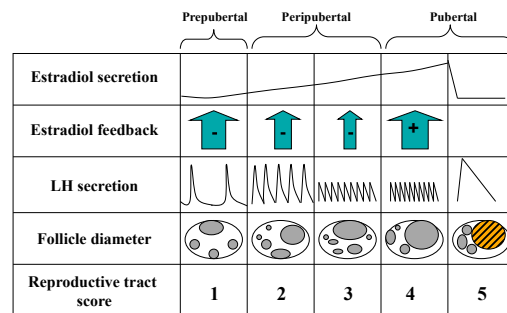 Prepubertal Peripubertal Pubertal
Estradiol secretion
Estradiol feedback - - - +
LH secretion
Follicle diameter
Reproductive tract
score 1 2 3 4 5